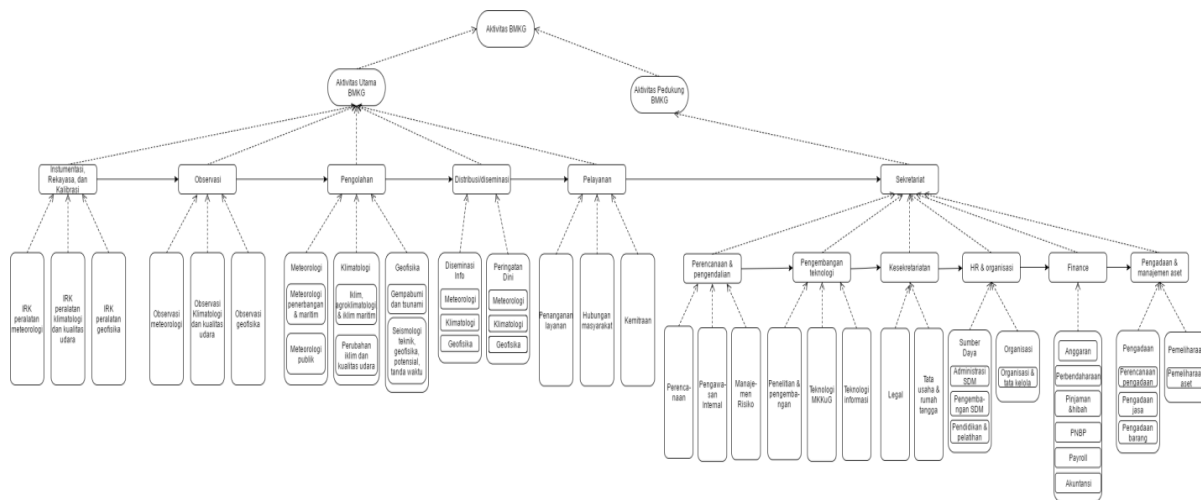 Aktivitas BMKG
Aktivitas Utama
BMKG
Aktivitas Pedukung
BMKG
Instumentasi,
Rekayasa, dan
Kalibrasi
Observasi
Pengolahan
Distribusi/diseminasi
Pelayanan
Sekretariat
IRK
peralatan
meteorologi
IRK
peralatan
klimatologi
dan kualitas
udara
IRK
peralatan
geofisika
Observasi
meteorologi
Observasi
Klimatologi
dan kualitas
udara
Observasi
geofisika
Meteorologi
Meteorologi
penerbangan
& maritim
Meteorologi
publik
Klimatologi
Iklim,
agroklimatologi
& iklim maritim
Perubahan
iklim dan
kualitas udara
Geofisika
Gempabumi
dan tsunami
Seismologi
teknik,
geofisika,
potensial,
tanda waktu
Diseminasi
Info
Meteorologi
Klimatologi
Geofisika
Peringatan
Dini
Meteorologi
Klimatologi
Geofisika
Penanganan
layanan
Hubungan
masyarakat
Kemitraan
Perencanaan &
pengendalian
Pengembangan
teknologi
Kesekretariatan
HR & organisasi
Finance
Pengadaan &
manajemen aset
Perenca-
naan
Pengawa-
san Internal
Manaje-
men
Risiko
Penelitian &
pengemba-
ngan
Teknologi
MKKuG
Teknologi
informasi
Legal
Tata
usaha &
rumah
tangga
Sumber
Daya
Administrasi
SDM
Pengemba-
ngan SDM
Pendidikan &
pelatihan
Organisasi
Organisasi &
tata kelola
Anggaran
Perbendaharaan
Pinjaman
&hibah
PNBP
Payroll
Akuntansi
Pengadaan
Perencanaan
pengadaan
Pengadaan
jasa
Pengadaan
barang
Pemeliharaan
Pemeliharaan
aset